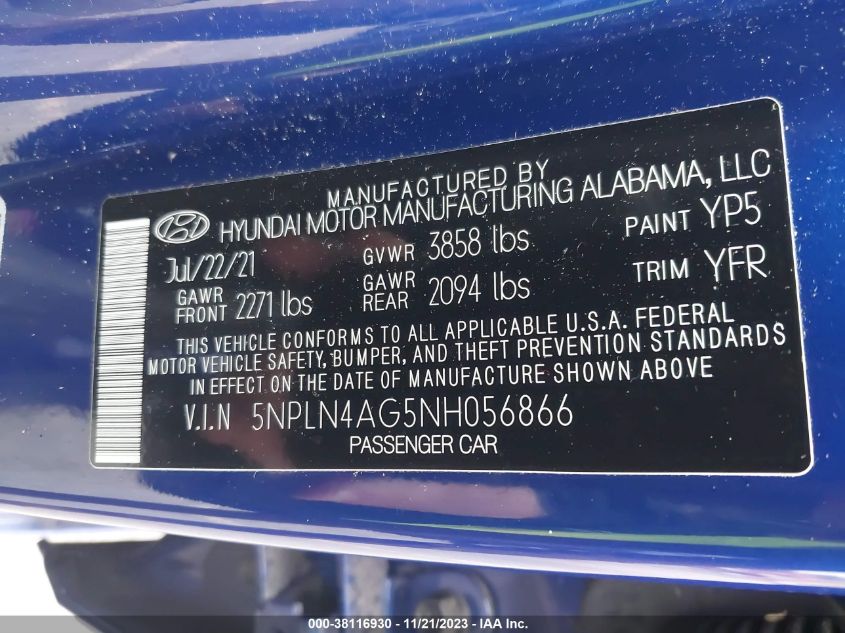 MANUFACTURED BY
HYUNDAI MOTOR MANUFACTURING ALABAMA, LLC
Jul/22/21 GVWR 3858 lbs PAINT YP5
GAWR FRONT 2271 lbs GAWR REAR 2094 lbs TRIM YFR
THIS VEHICLE CONFORMS TO ALL APPLICABLE U.S.A. FEDERAL
MOTOR VEHICLE SAFETY, BUMPER, AND THEFT PREVENTION STANDARDS
IN EFFECT ON THE DATE OF MANUFACTURE SHOWN ABOVE
V.I.N 5NPLN4AG5NH056866
PASSENGER CAR
000-38116930 - 11/21/2023 - IAA Inc.